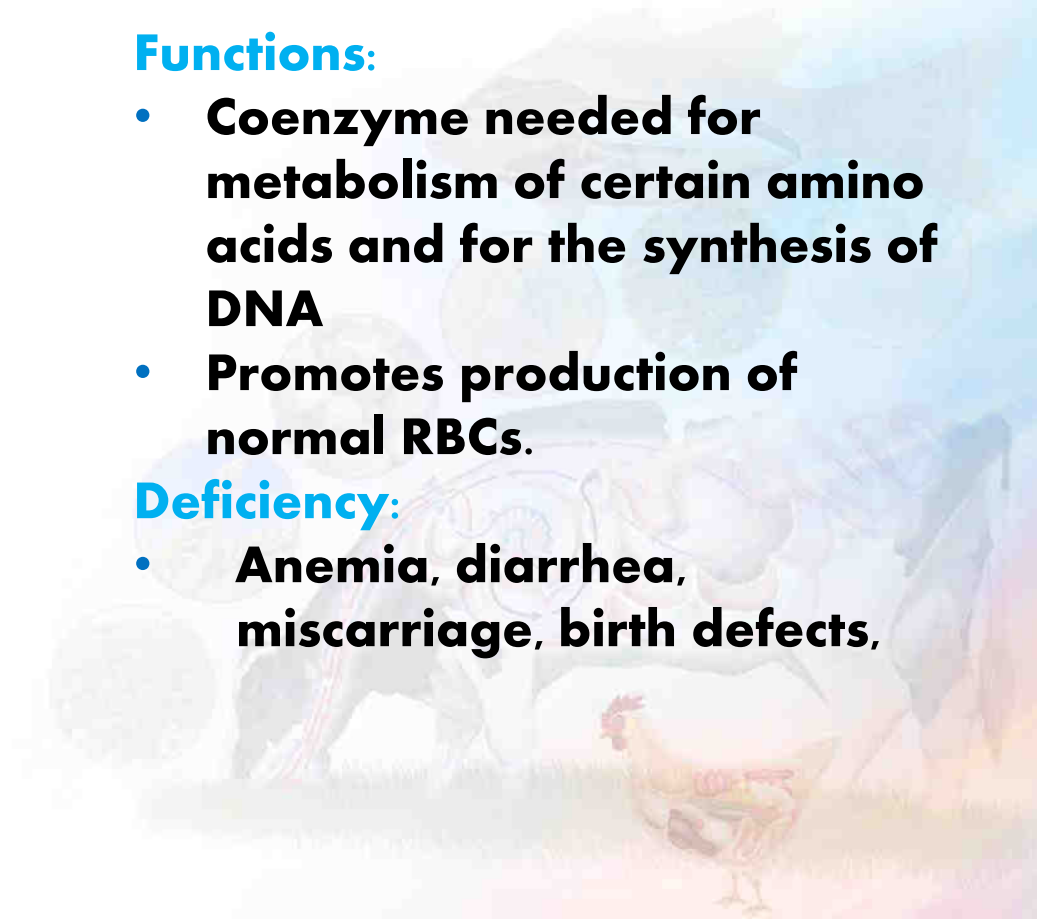 Functions:
• Coenzyme needed for
metabolism of certain amino
acids and for the synthesis of
DNA
• Promotes production of
normal RBCs.
Deficiency:
• Anemia, diarrhea,
miscarriage, birth defects,